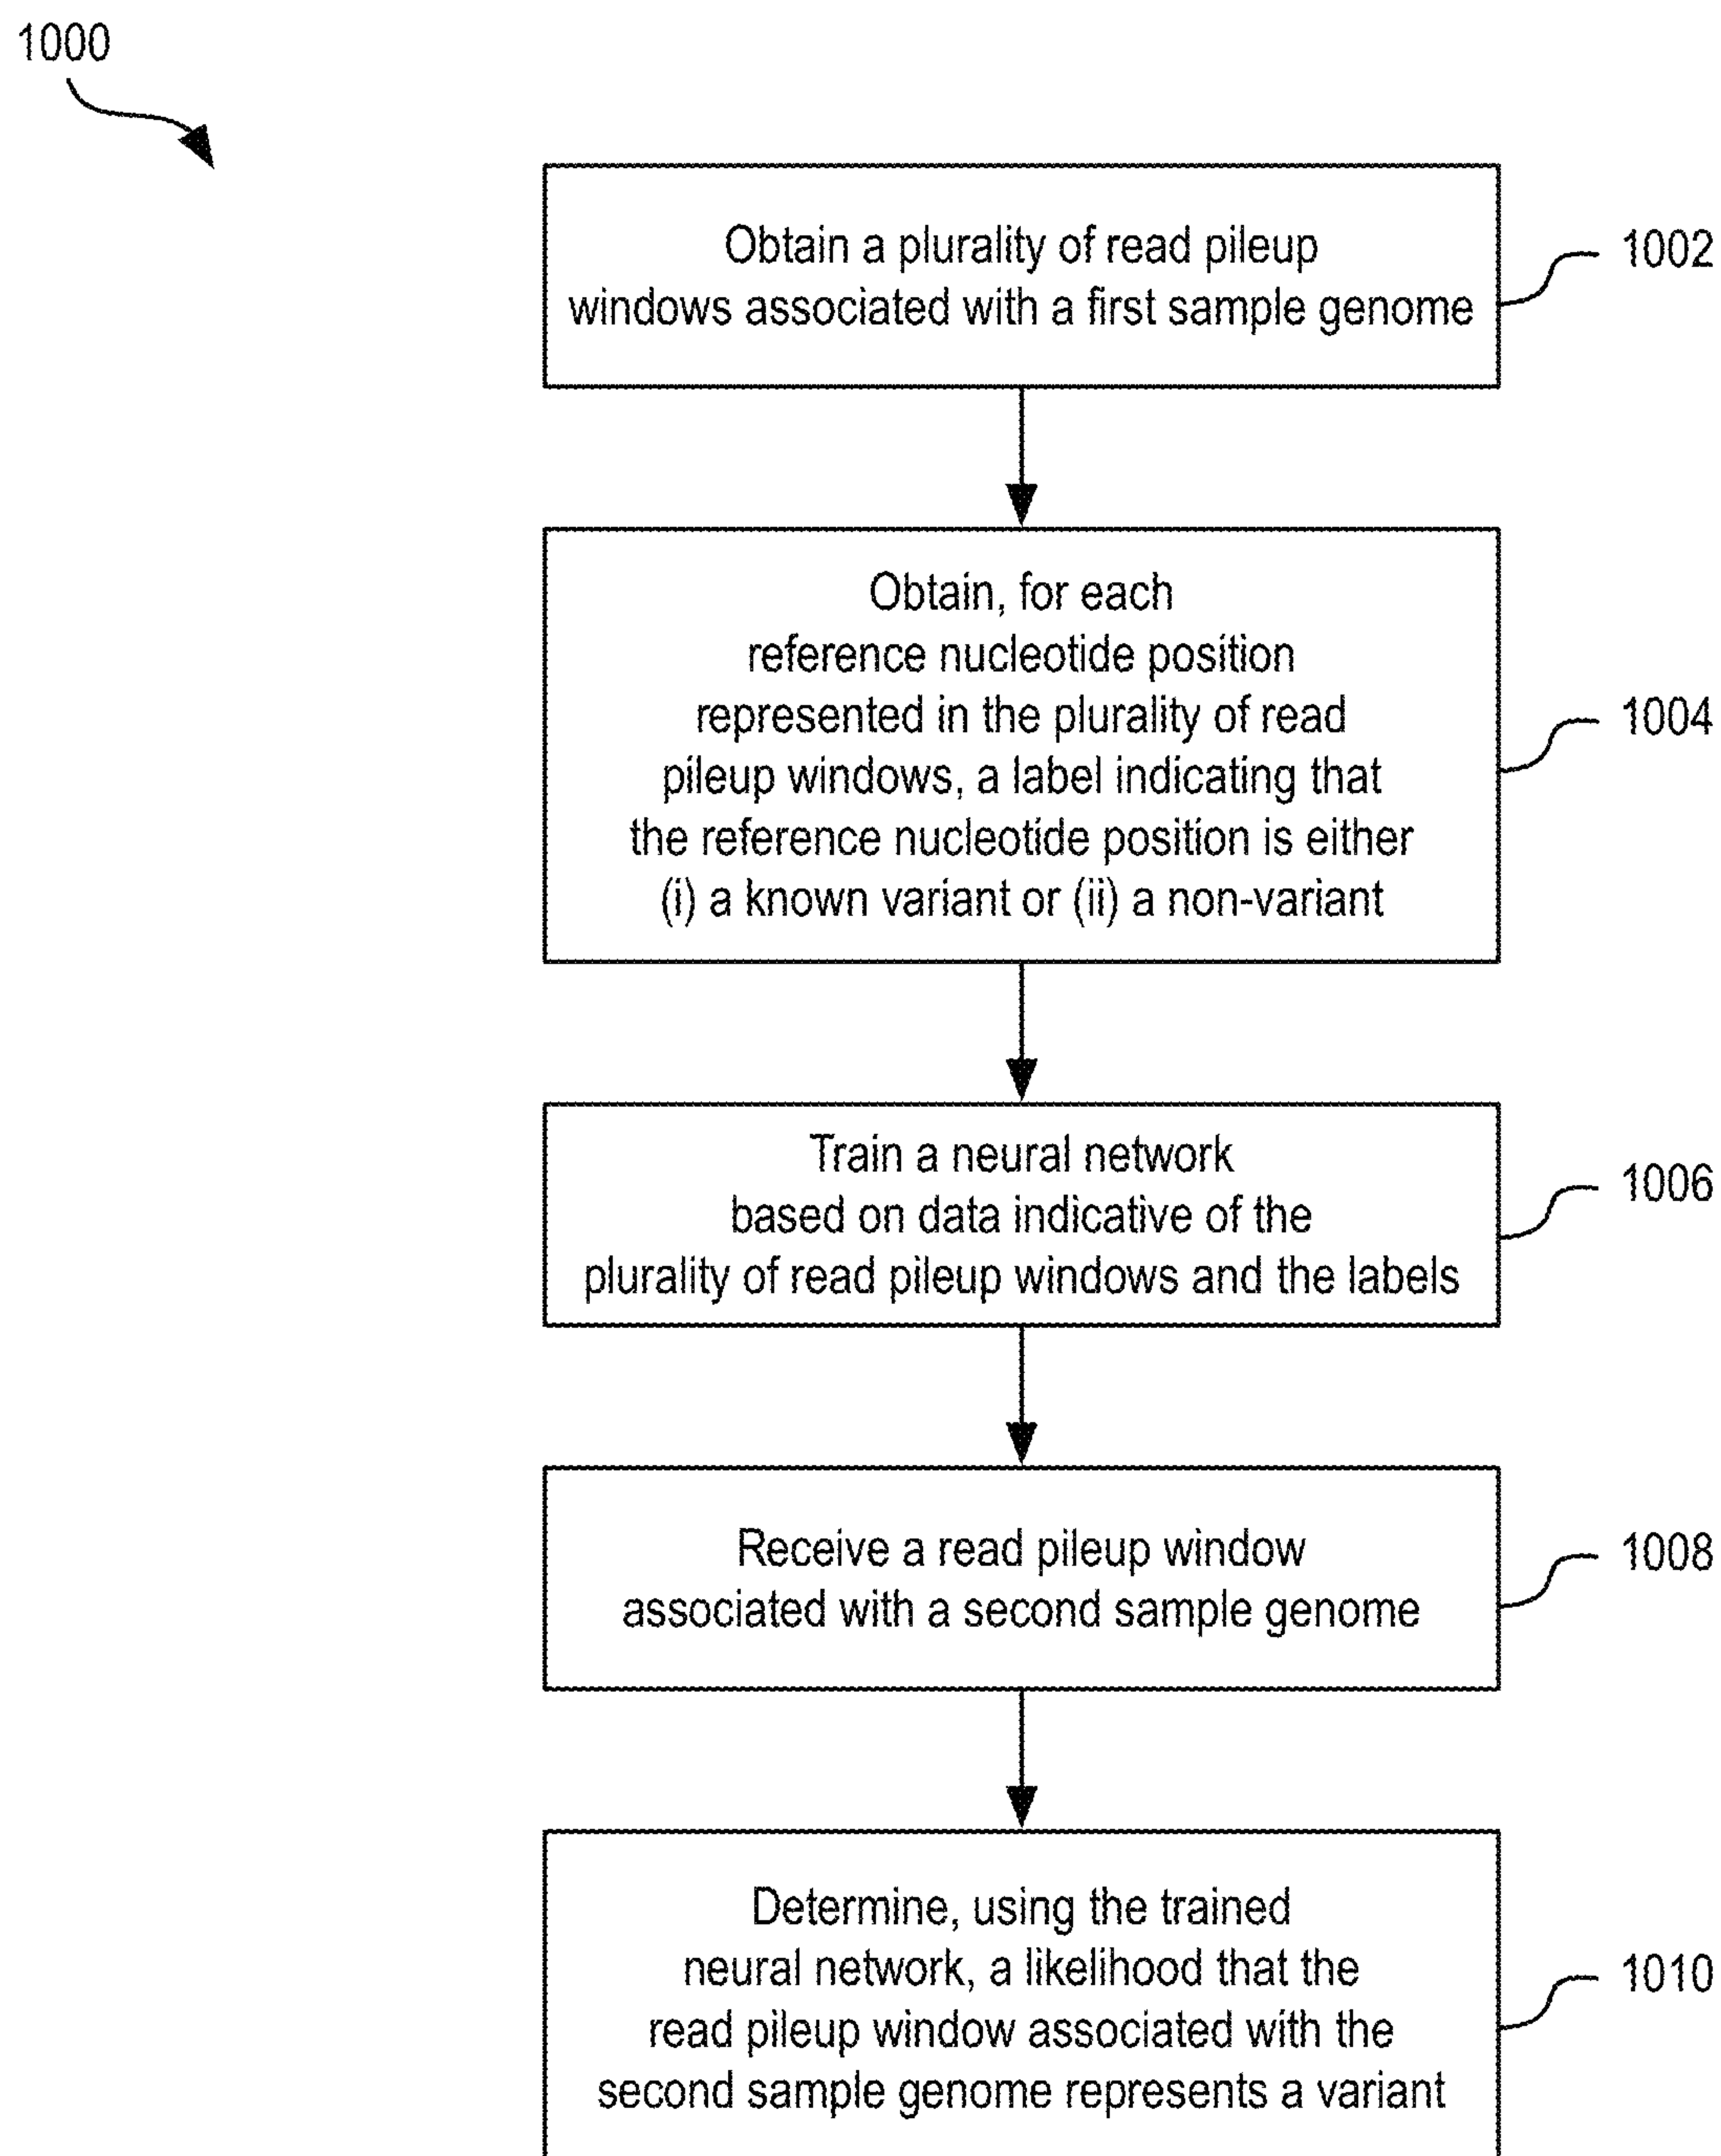 1000
Obtain a plurality of read pileup
windows associated with a first sample genome
1002
Obtain, for each
reference nucleotide position
represented in the plurality of read
pileup windows, a label indicating that
the reference nucleotide position is either
(i) a known variant or (ii) a non-variant
1004
Train a neural network
based on data indicative of the
plurality of read pileup windows and the labels
1006
Receive a read pileup window
associated with a second sample genome
1008
Determine, using the trained
neural network, a likelihood that the
read pileup window associated with the
second sample genome represents a variant
1010